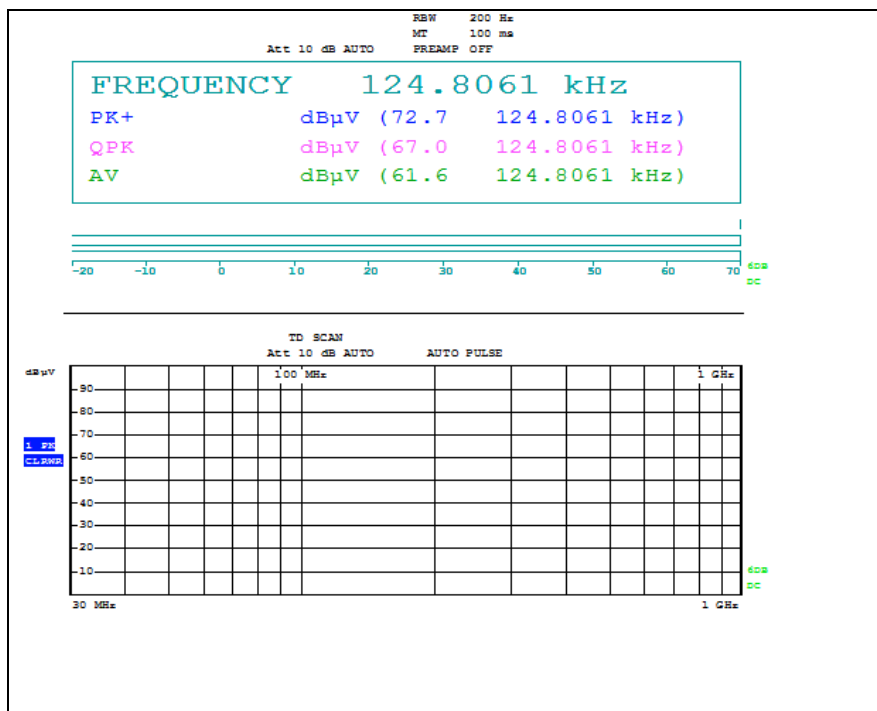 RBW 200 Hz
MT 100 ms
Att 10 dB AUTO PREAMP OFF
FREQUENCY 124.8061 kHz
PK+ dBµV (72.7 124.8061 kHz)
QPK dBµV (67.0 124.8061 kHz)
AV dBµV (61.6 124.8061 kHz)
-20 -10 0 10 20 30 40 50 60 70
6DB
DC
TD SCAN
Att 10 dB AUTO AUTO PULSE
dBµV
100 MHz 1 GHz
90
80
70
1 PK
60
CLRWR
50
40
30
20
10
6DB
DC
30 MHz 1 GHz